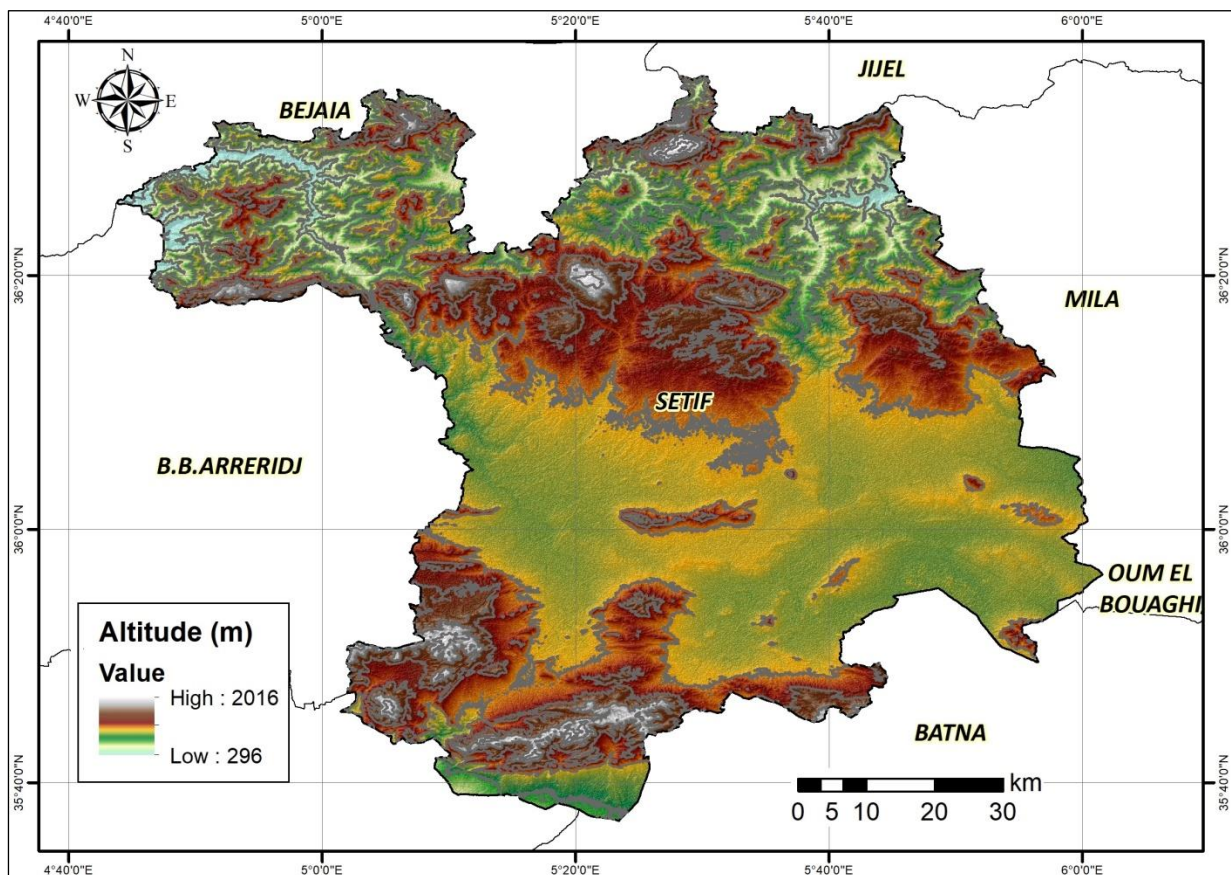 4°40'0"E 5°0'0"E 5°20'0"E 5°40'0"E 6°0'0"E
N
W E
S
JIJEL
BEJAIA
36°20'0"N 36°20'0"N
MILA
SETIF
B.B.ARRERIDJ
36°0'0"N 36°0'0"N
OUM EL
BOUAGHI
Altitude (m)
Value
High : 2016
Low : 296
BATNA
35°40'0"N 35°40'0"N
km
0 5 10 20 30
4°40'0"E 5°0'0"E 5°20'0"E 5°40'0"E 6°0'0"E